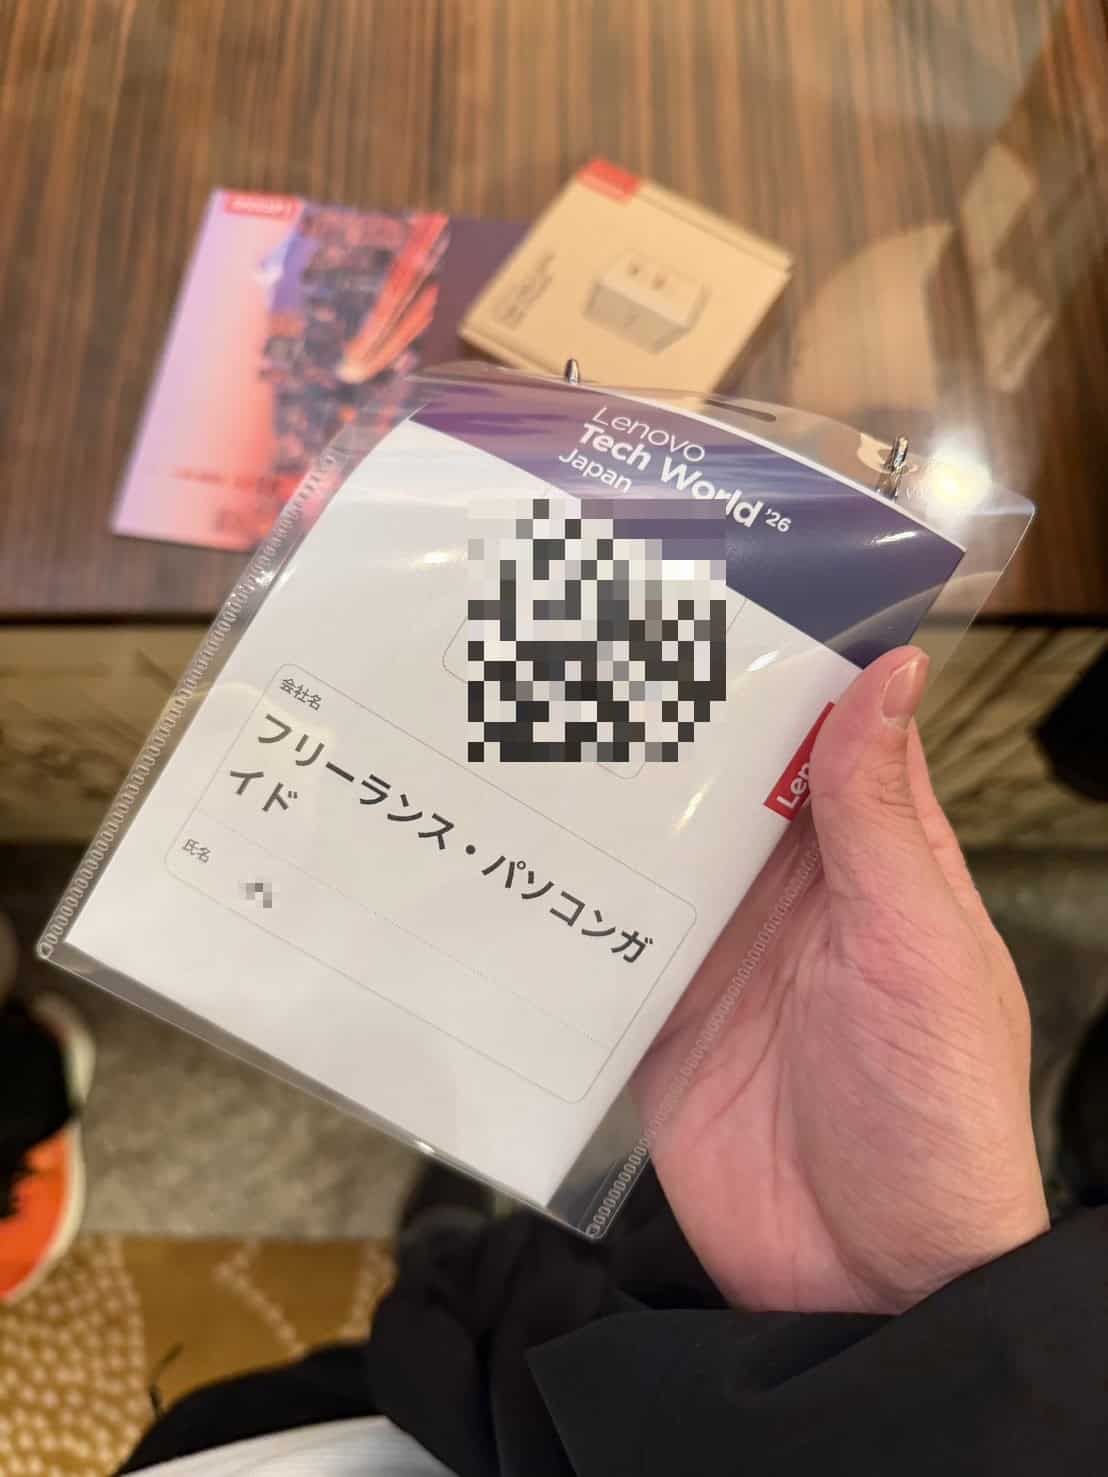 Lenovo
Tech World '26
Japan
会社名
フリーランス・パソコンガ
イド
氏名